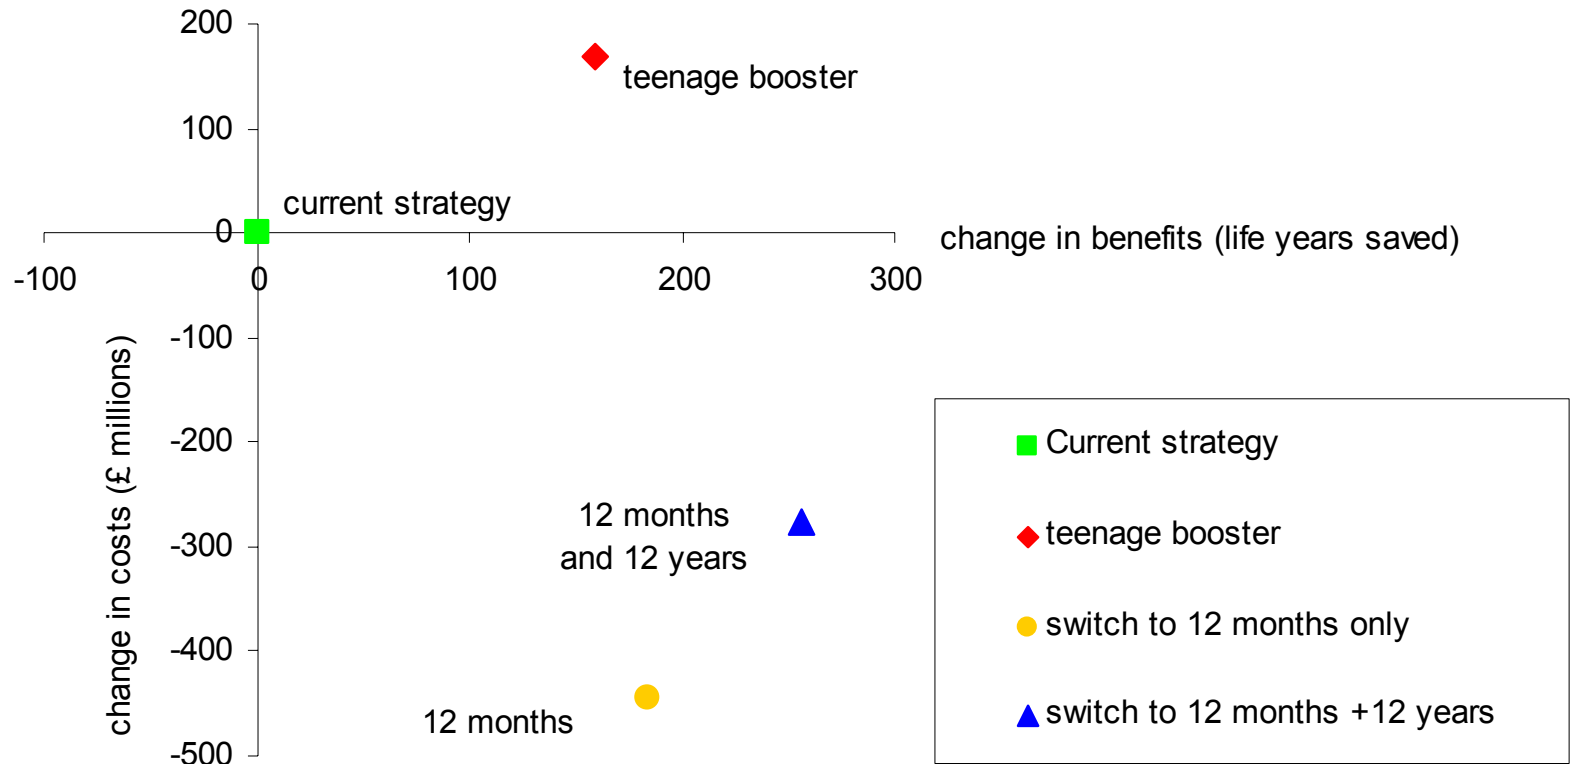 200
teenage booster
100
current strategy
0
change in benefits (life years saved)
-100
0
100
200
300
-100
change in costs (£ millions)
-200
Current strategy
12 months
and 12 years
-300
teenage booster
-400
switch to 12 months only
12 months
switch to 12 months +12 years
-500